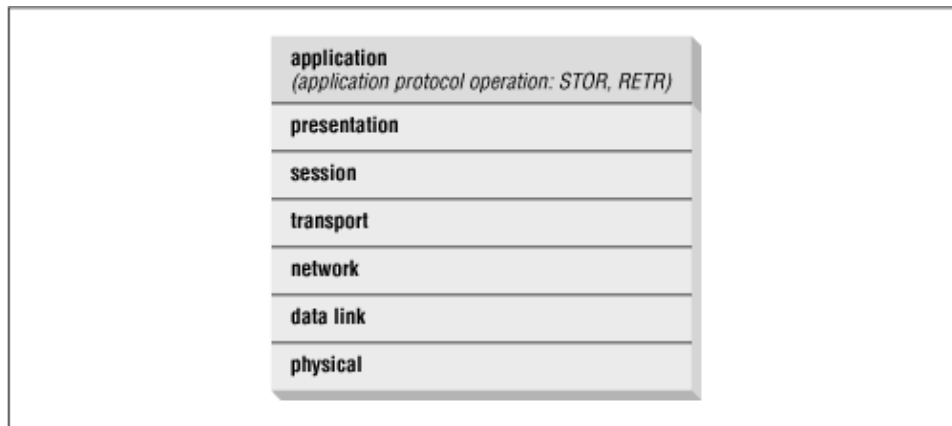 application
(application protocol operation: STOR, RETR)
presentation
session
transport
network
data link
physical